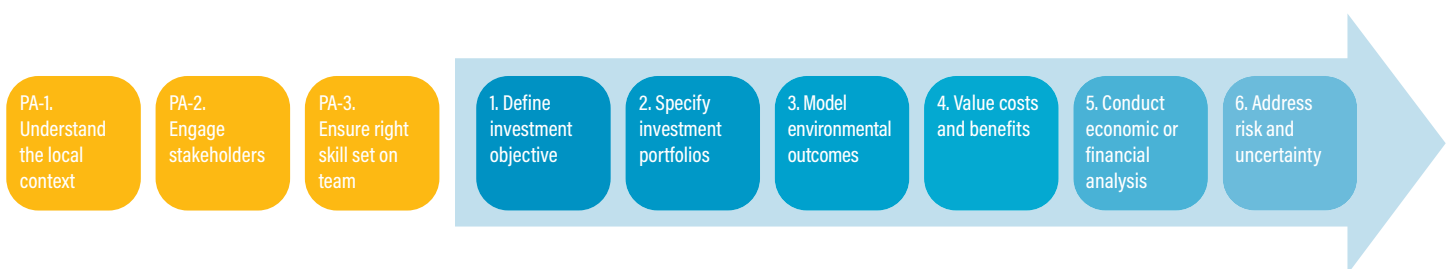 PA-1.
Understand
the local
context
PA-2.
Engage
stakeholders
PA-3.
Ensure right
skill set on
team
1. Define
investment
objective
2. Specify
investment
portfolios
3. Model
environmental
outcomes
4. Value costs
and benefits
5. Conduct
economic or
financial
analysis
6. Address
risk and
uncertainty